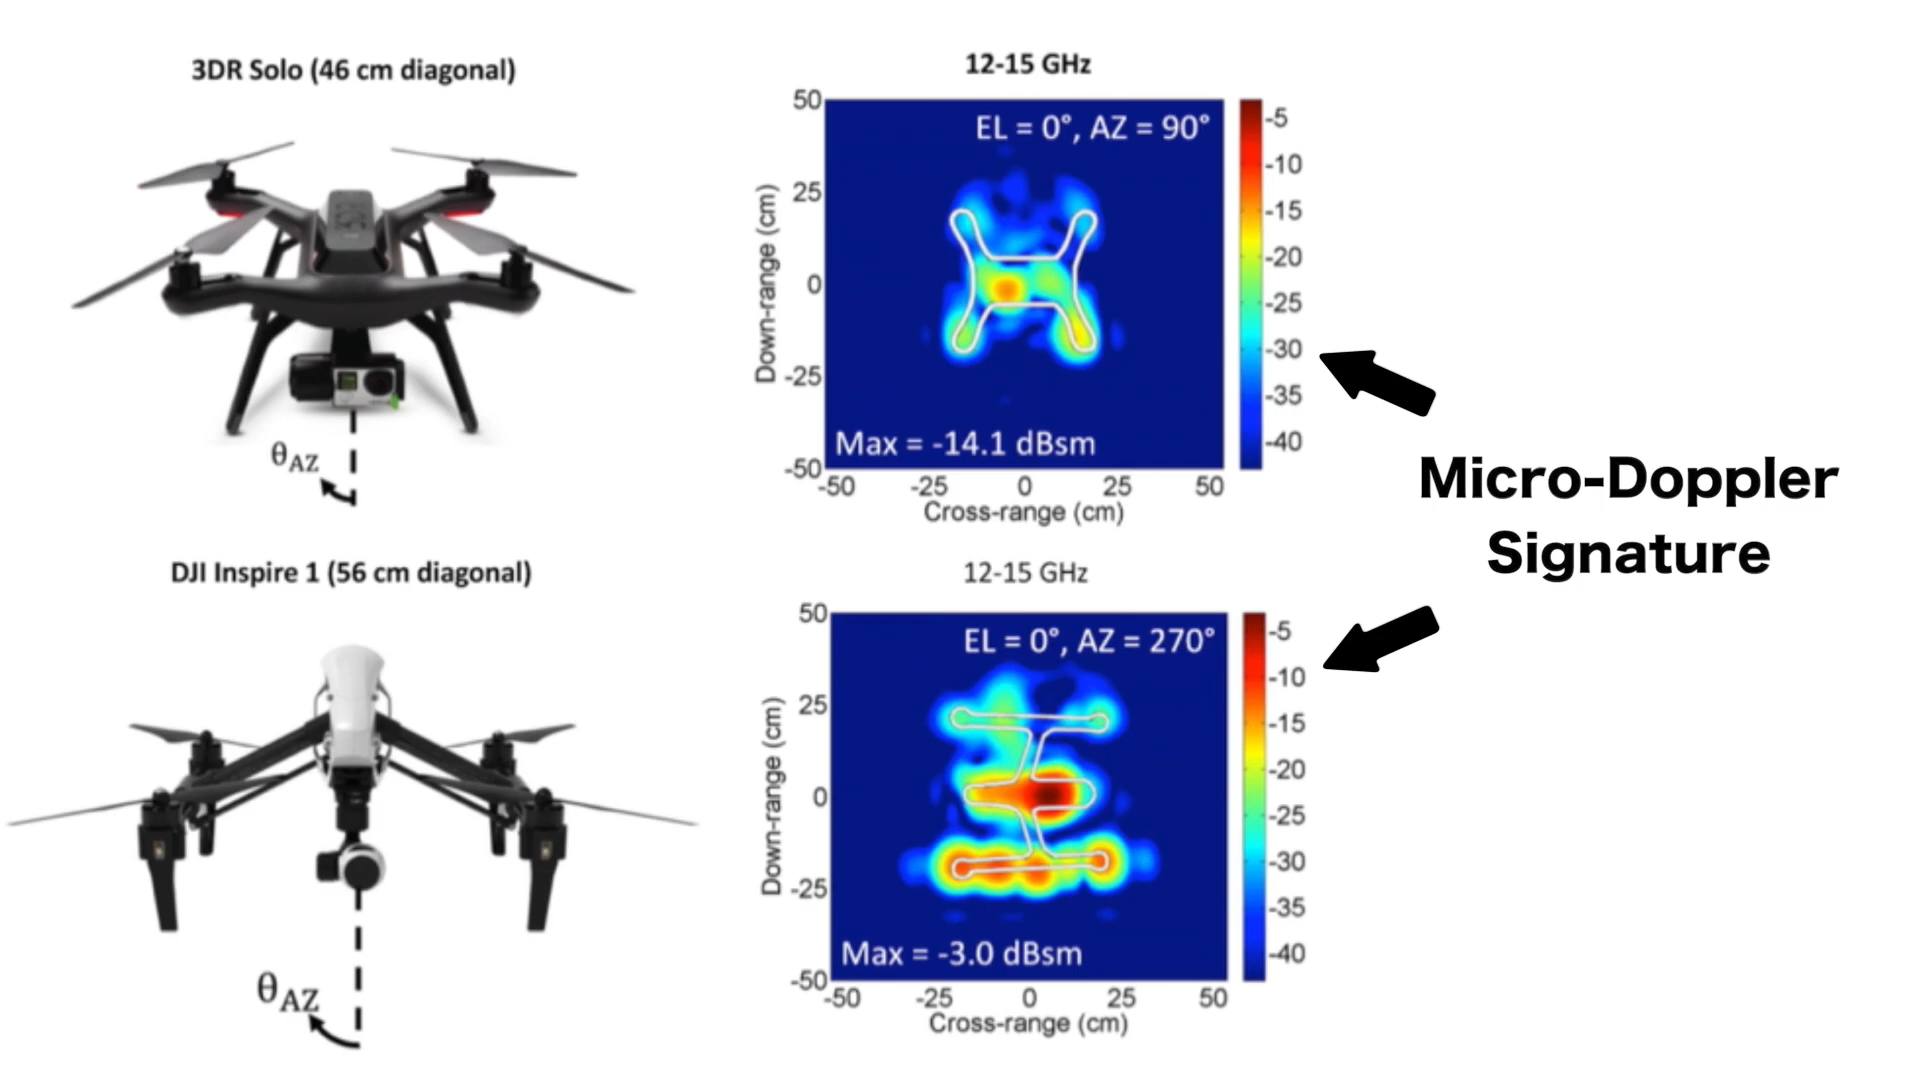 3DR Solo (46 cm diagonal)
θAZ
12-15 GHz
EL = 0°, AZ = 90°
Max = -14.1 dBsm
50
25
0
-25
-50
Down-range (cm)
-50 -25 0 25 50
Cross-range (cm)
-5
-10
-15
-20
-25
-30
-35
-40
Micro-Doppler
Signature
DJI Inspire 1 (56 cm diagonal)
θAZ
12-15 GHz
EL = 0°, AZ = 270°
Max = -3.0 dBsm
50
25
0
-25
-50
Down-range (cm)
-50 -25 0 25 50
Cross-range (cm)
-5
-10
-15
-20
-25
-30
-35
-40